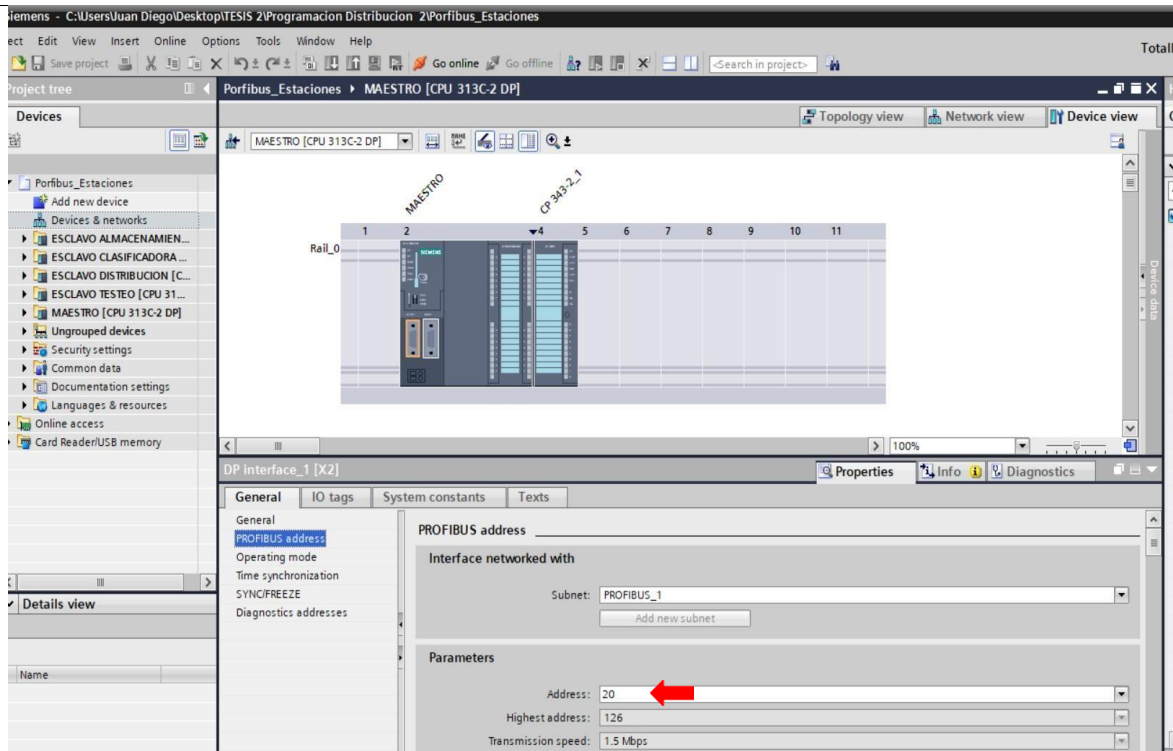 Siemens - C:\Users\Juan Diego\Desktop\TESIS 2\Programacion Distribucion 2\Porfibus_Estaciones
ect Edit View Insert Online Options Tools Window Help
Totall
Save project Go online Go offline <Search in project>
Project tree
Devices
Porfibus_Estaciones
Add new device
Devices & networks
ESCLAVO ALMACENAMIEN...
ESCLAVO CLASIFICADORA ...
ESCLAVO DISTRIBUCION [C...
ESCLAVO TESTEO [CPU 31...
MAESTRO [CPU 313C-2 DP]
Ungrouped devices
Security settings
Common data
Documentation settings
Languages & resources
Online access
Card Reader/USB memory
Details view
Name
Porfibus_Estaciones MAESTRO [CPU 313C-2 DP]
Topology view Network view Device view
MAESTRO [CPU 313C-2 DP]
MAESTRO CP 343-2_1
1 2 4 5 6 7 8 9 10 11
Rail_0
SIEMENS
100%
Device data
DP interface_1 [X2]
Properties Info Diagnostics
General IO tags System constants Texts
General
PROFIBUS address
Operating mode
Time synchronization
SYNC/FREEZE
Diagnostics addresses
PROFIBUS address
Interface networked with
Subnet: PROFIBUS_1
Add new subnet
Parameters
Address: 20
Highest address: 126
Transmission speed: 1.5 Mbps